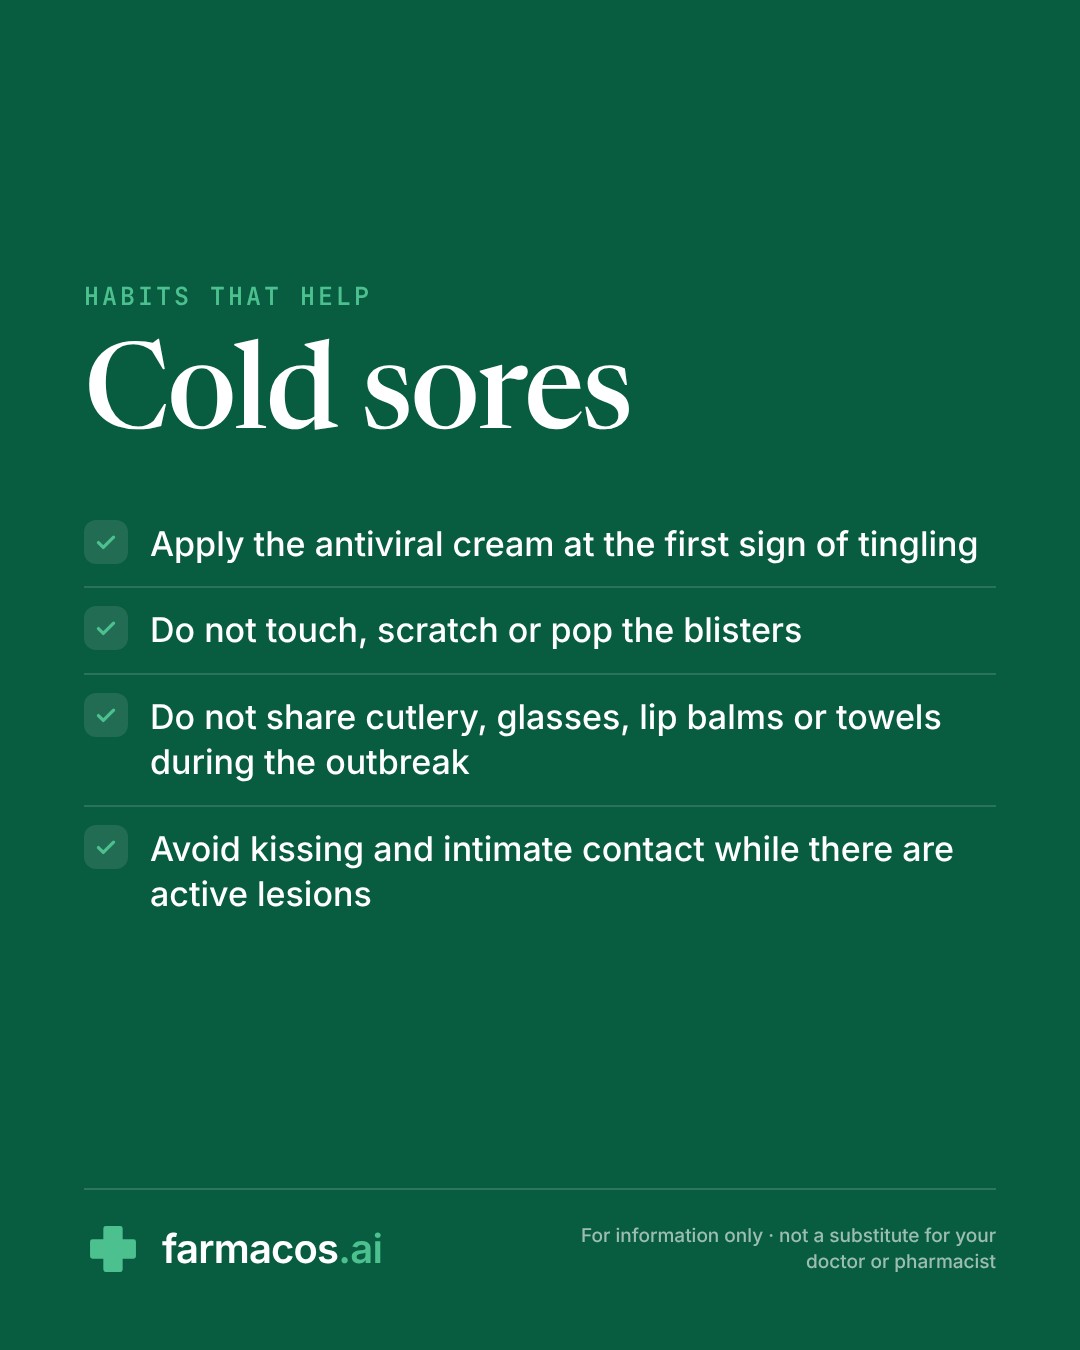 HABITS THAT HELP
Cold sores
Apply the antiviral cream at the first sign of tingling
Do not touch, scratch or pop the blisters
Do not share cutlery, glasses, lip balms or towels
during the outbreak
Avoid kissing and intimate contact while there are
active lesions
farmacos.ai
For information only · not a substitute for your
doctor or pharmacist